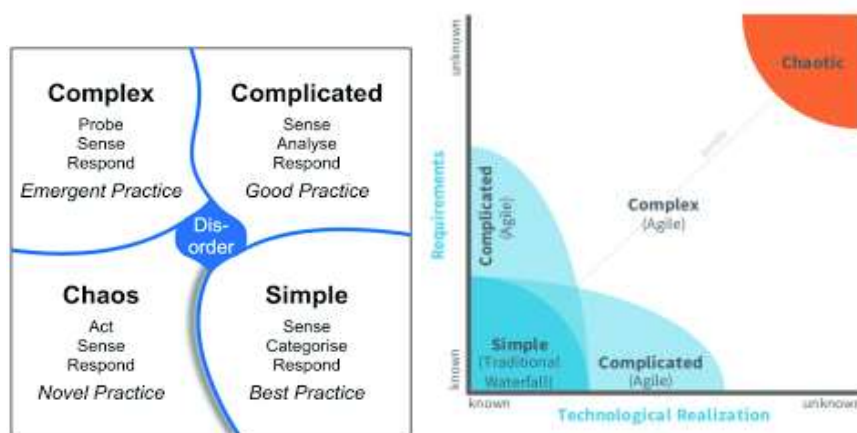 Complex
Probe
Sense
Respond
Emergent Practice
Complicated
Sense
Analyse
Respond
Good Practice
Dis-
order
Chaos
Act
Sense
Respond
Novel Practice
Simple
Sense
Categorise
Respond
Best Practice
unknown
Requirements
known
Chaotic
Complicated
(Agile)
Complex
(Agile)
Simple
(Traditional
Waterfall)
Complicated
(Agile)
known
Technological Realization
unknown